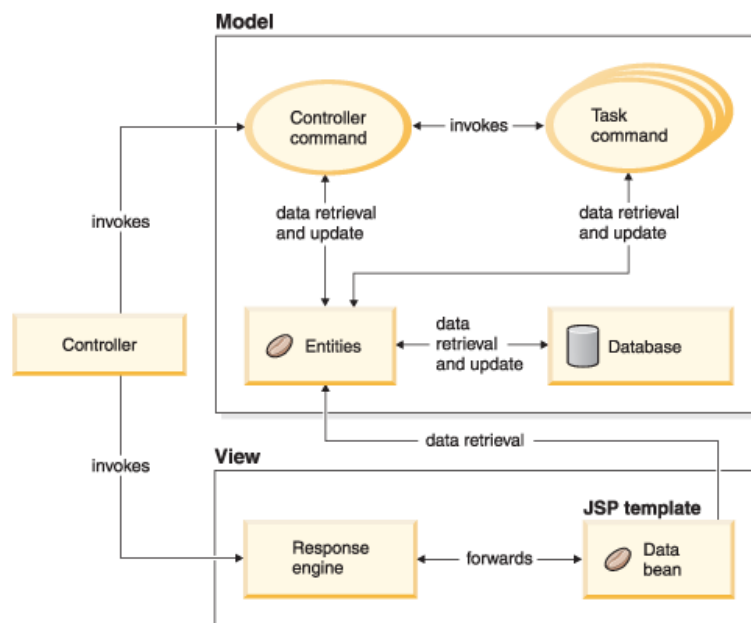 Model
Controller
command
invokes
Task
command
invokes
data retrieval
and update
data retrieval
and update
Controller
Entities
data
retrieval
and update
Database
data retrieval
View
invokes
JSP template
Response
engine
forwards
Data
bean